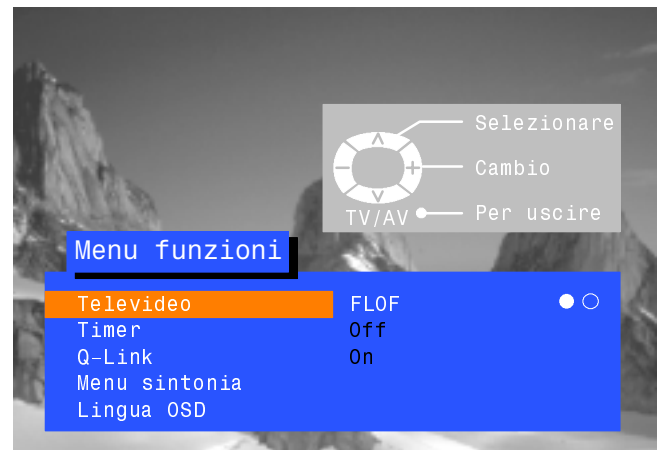 Selezionare
Cambio
TV/AV Per uscire
Menu funzioni
Televideo FLOF
Timer Off
Q-Link On
Menu sintonia
Lingua OSD